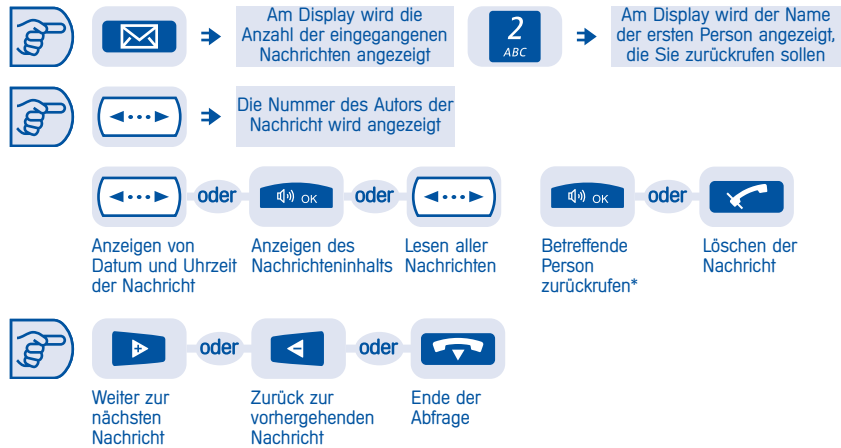 Am Display wird die
Anzahl der eingegangenen
Nachrichten angezeigt
2
ABC
Am Display wird der Name
der ersten Person angezeigt,
die Sie zurückrufen sollen
Die Nummer des Autors der
Nachricht wird angezeigt
oder
OK
oder
OK
oder
Anzeigen von
Datum und Uhrzeit
der Nachricht
Anzeigen des
Nachrichteninhalts
Lesen aller
Nachrichten
Betreffende
Person
zurückrufen*
Löschen der
Nachricht
+
oder
-
oder
Weiter zur
nächsten
Nachricht
Zurück zur
vorhergehenden
Nachricht
Ende der
Abfrage